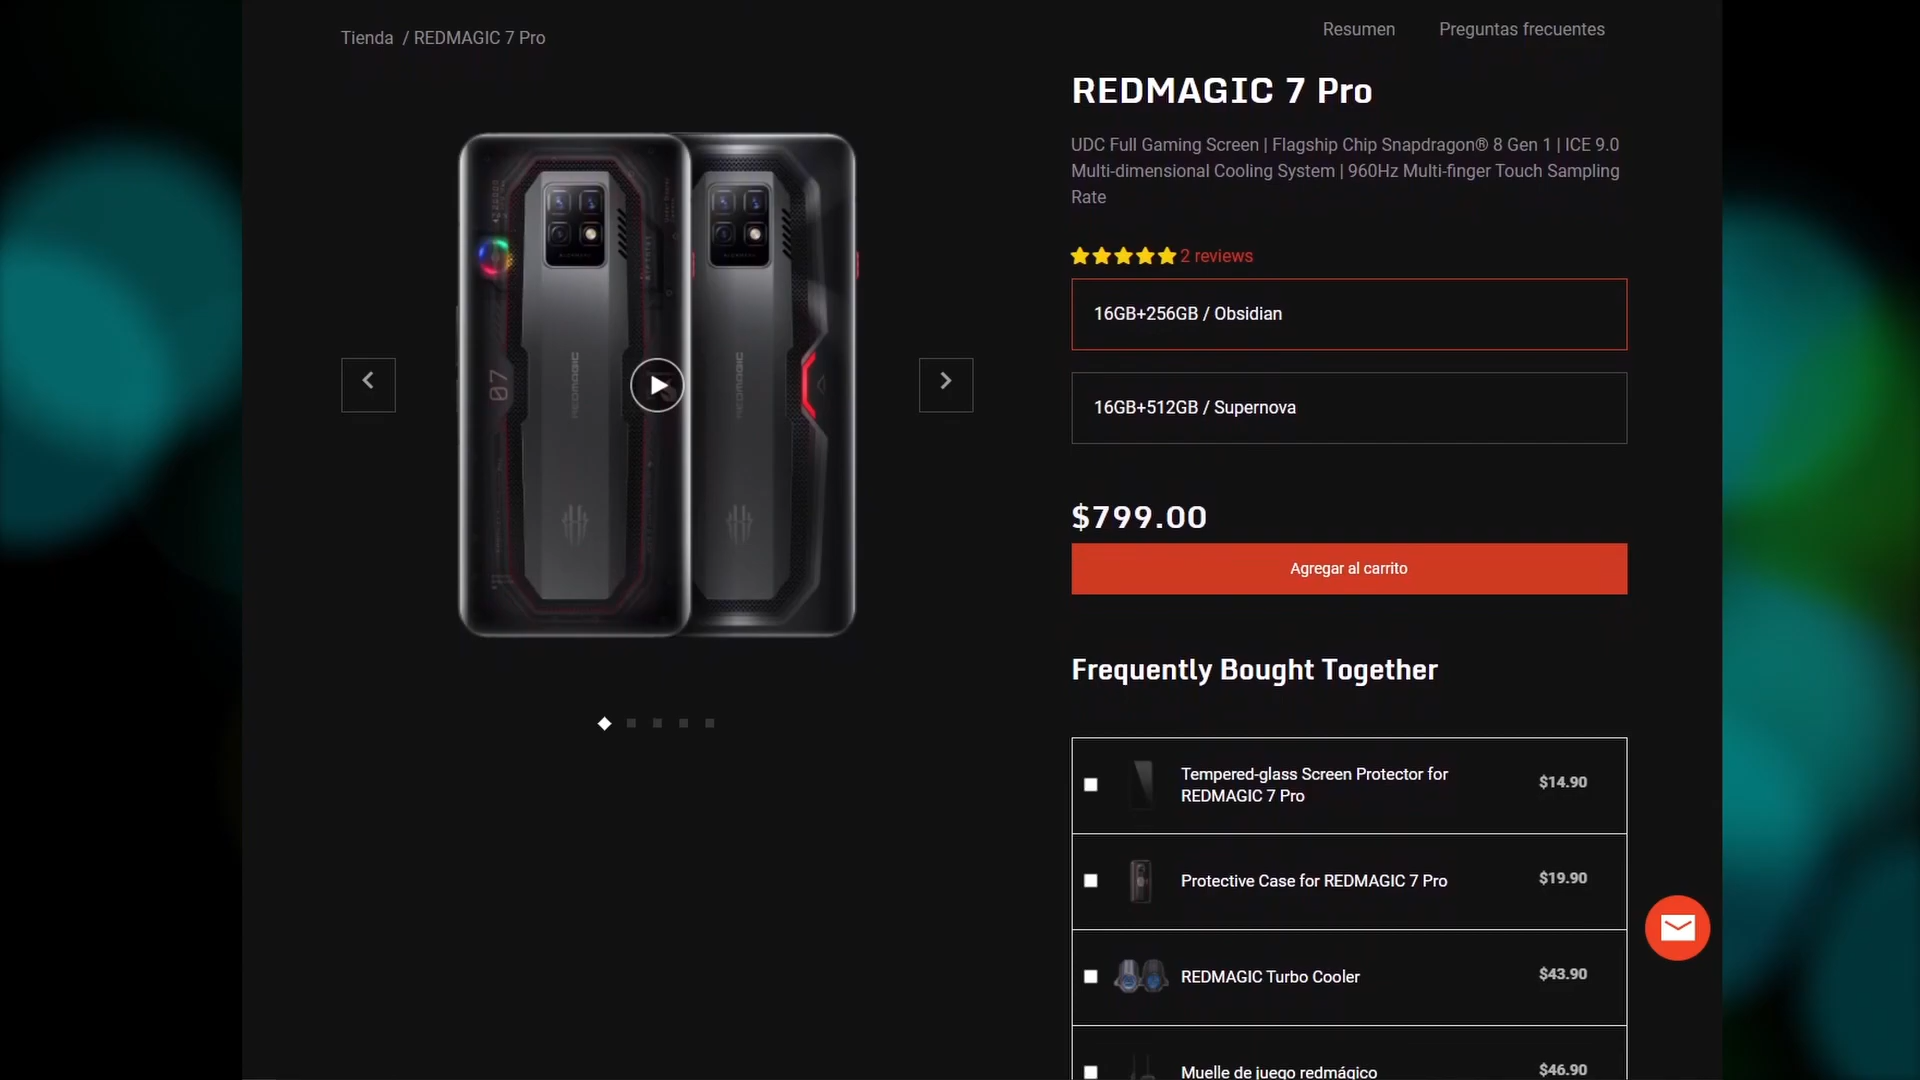 Tienda / REDMAGIC 7 Pro
Resumen
Preguntas frecuentes
REDMAGIC 7 Pro
UDC Full Gaming Screen | Flagship Chip Snapdragon® 8 Gen 1 | ICE 9.0
Multi-dimensional Cooling System | 960Hz Multi-finger Touch Sampling
Rate
2 reviews
16GB+256GB / Obsidian
16GB+512GB / Supernova
$799.00
Agregar al carrito
07
REDMAGIC
REDMAGIC
Frequently Bought Together
Tempered-glass Screen Protector for
REDMAGIC 7 Pro
$14.90
Protective Case for REDMAGIC 7 Pro
$19.90
REDMAGIC Turbo Cooler
$43.90
Muelle de juego redmágico
$46.90